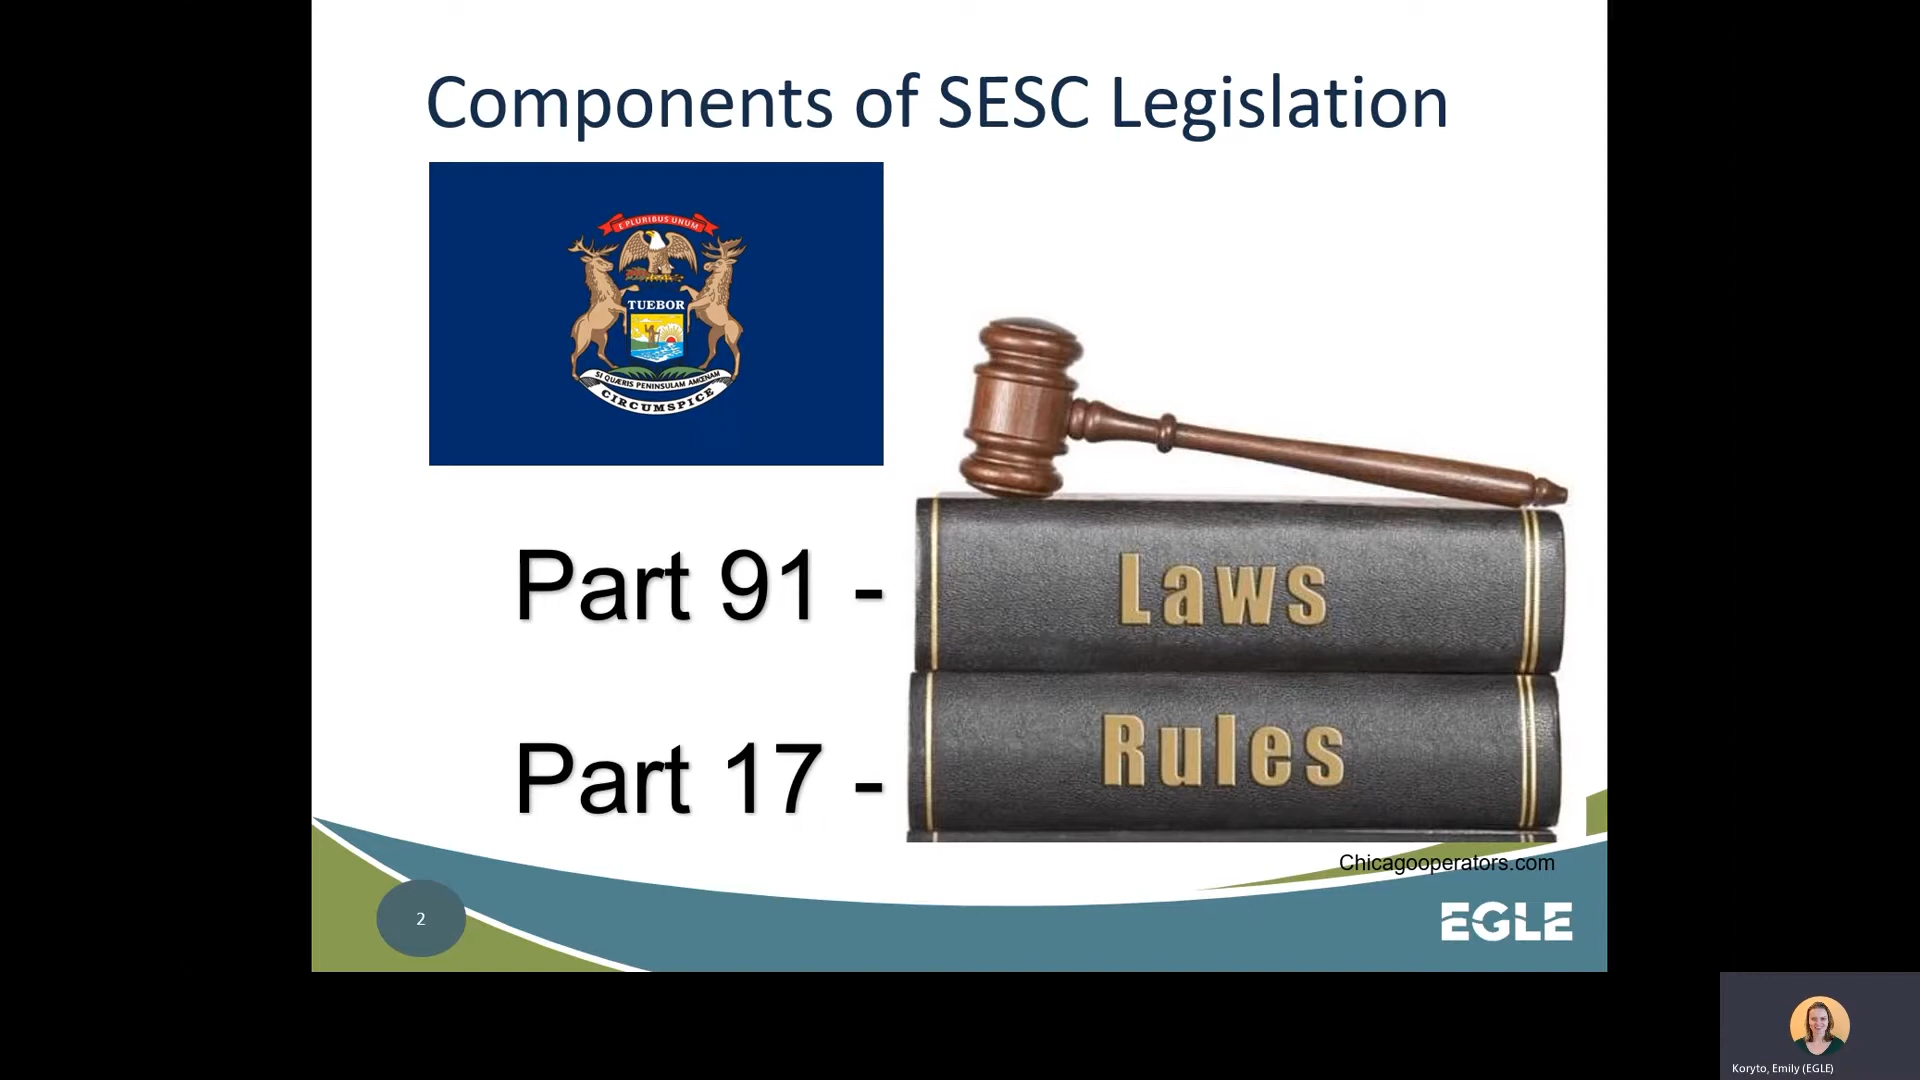 Components of SESC Legislation
E PLURIBUS UNUM
TUEBOR
SI QUÆRIS PENINSULAM AMŒNAM
CIRCUMSPICE
Part 91 -
Laws
Part 17 -
Rules
Chicagooperators.com
2
EGLE
Koryto, Emily (EGLE)